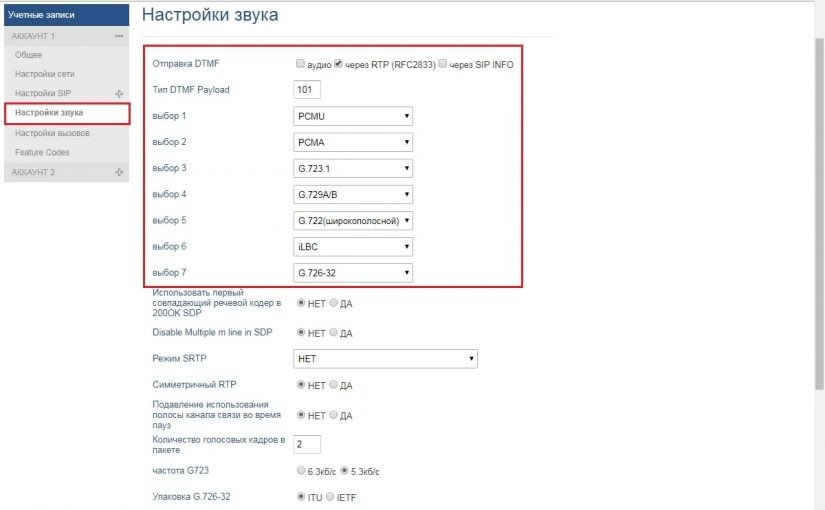 Учетные записи
АККАУНТ 1
Общее
Настройки сети
Настройки SIP
Настройки звука
Настройки вызовов
Feature Codes
АККАУНТ 2
Настройки звука
Отправка DTMF аудио через RTP (RFC2833) через SIP INFO
Тип DTMF Payload 101
выбор 1 PCMU
выбор 2 PCMA
выбор 3 G.723.1
выбор 4 G.729A/B
выбор 5 G.722(широкополосной)
выбор 6 iLBC
выбор 7 G.726-32
Использовать первый
совпадающий речевой кодер в НЕТ ДА
200OK SDP
Disable Multiple m line in SDP НЕТ ДА
Режим SRTP НЕТ
Симметричный RTP НЕТ ДА
Подавление использования
полосы канала связи во время НЕТ ДА
пауз
Количество голосовых кадров в 2
пакете
частота G723 6.3кб/с 5.3кб/с
Упаковка G.726-32 ITU IETF